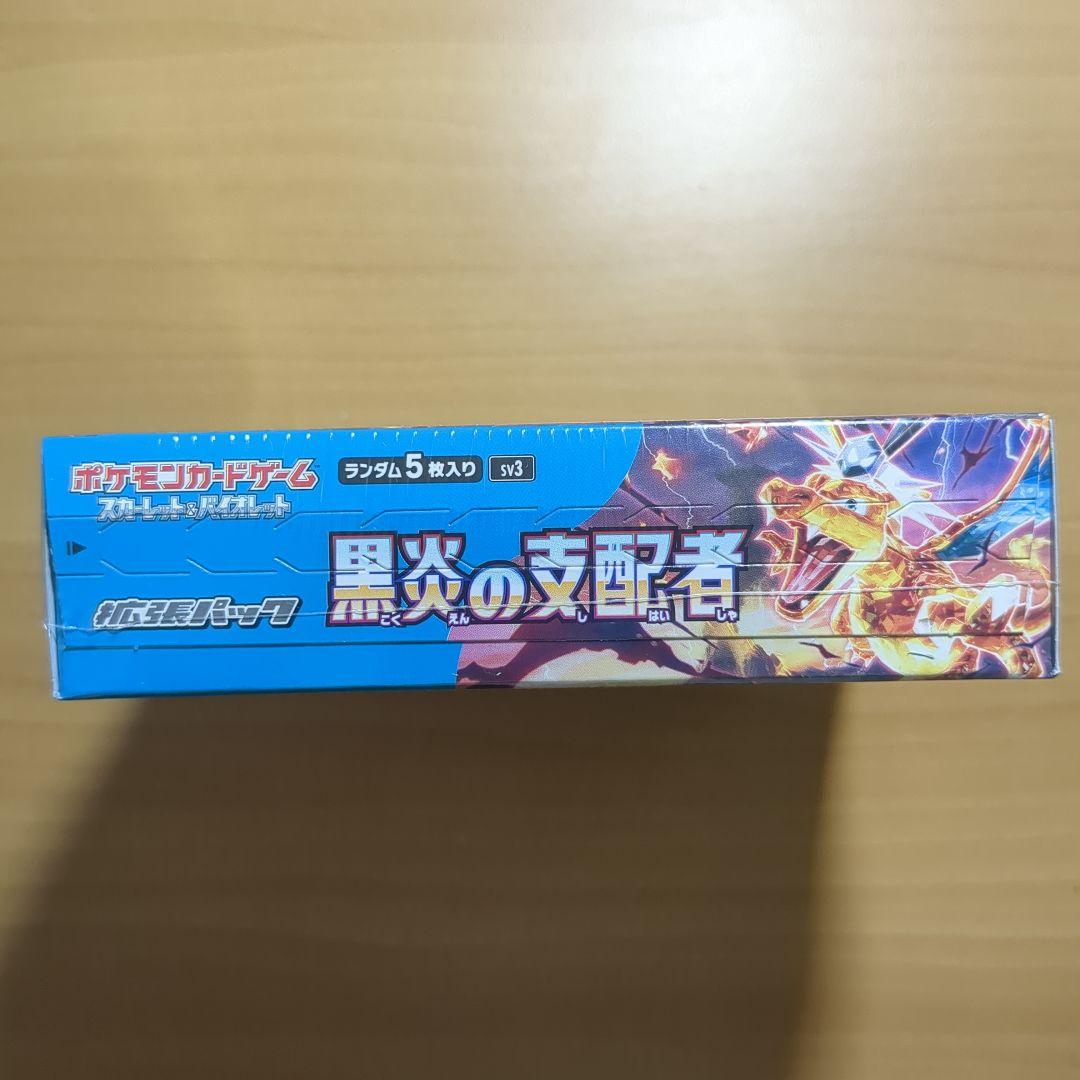 ポケモンカードゲーム™
スカーレット&バイオレット
ランダム5枚入り
sv3
拡張パック
黒炎の支配者
こくえんしはいしゃ